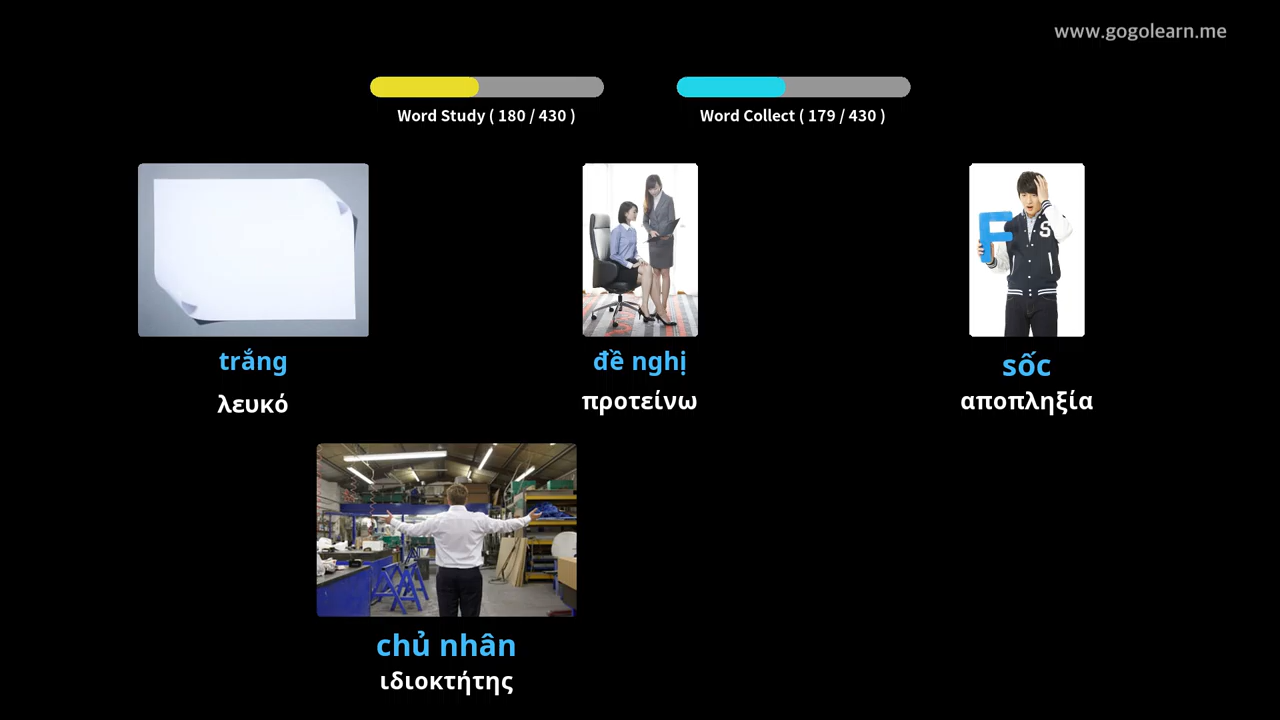 www.gogolearn.me
Word Study ( 180 / 430 )
Word Collect ( 179 / 430 )
F
S
trắng
λευκό
đề nghị
προτείνω
sốc
αποπληξία
chủ nhân
ιδιοκτήτης